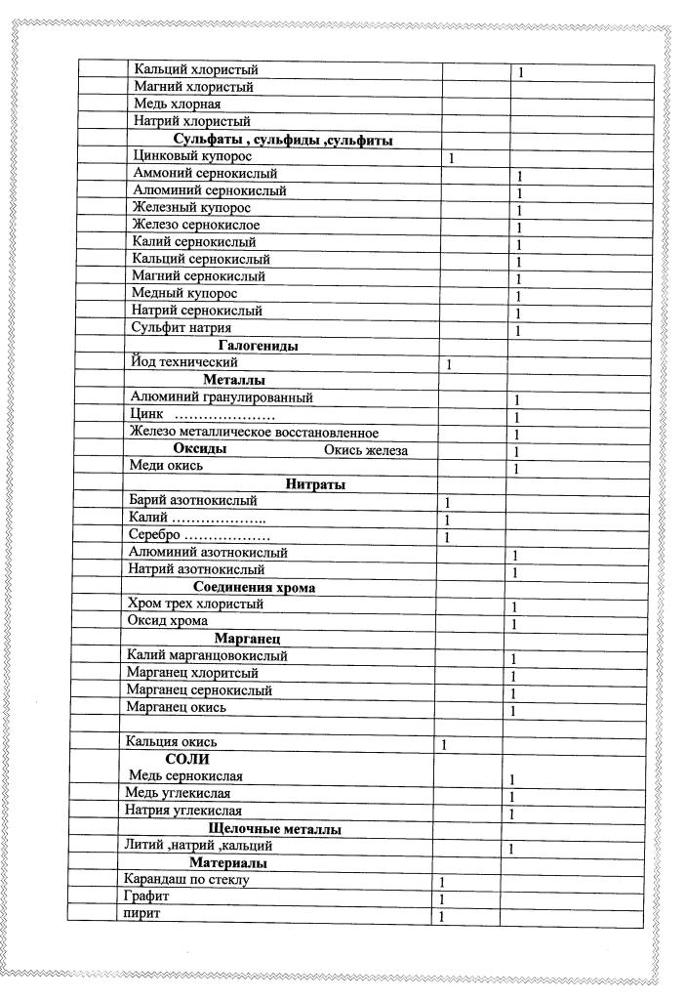 Кальций хлористый 1
Магний хлористый
Медь хлорная
Натрий хлористый
Сульфаты , сульфиды ,сульфиты
Цинковый купорос 1
Аммоний сернокислый 1
Алюминий сернокислый 1
Железный купорос 1
Железо сернокислое 1
Калий сернокислый 1
Кальций сернокислый 1
Магний сернокислый 1
Медный купорос 1
Натрий сернокислый 1
Сульфит натрия 1
Галогениды
Йод технический 1
Металлы
Алюминий гранулированный 1
Цинк ………………… 1
Железо металлическое восстановленное 1
Оксиды Окись железа 1
Меди окись 1
Нитраты
Барий азотнокислый 1
Калий ……………….. 1
Серебро ……………… 1
Алюминий азотнокислый 1
Натрий азотнокислый 1
Соединения хрома
Хром трех хлористый 1
Оксид хрома 1
Марганец
Калий марганцовокислый 1
Марганец хлоритсый 1
Марганец сернокислый 1
Марганец окись 1
Кальция окись 1
СОЛИ
Медь сернокислая 1
Медь углекислая 1
Натрия углекислая 1
Щелочные металлы
Литий ,натрий ,кальций 1
Материалы
Карандаш по стеклу 1
Графит 1
пирит 1